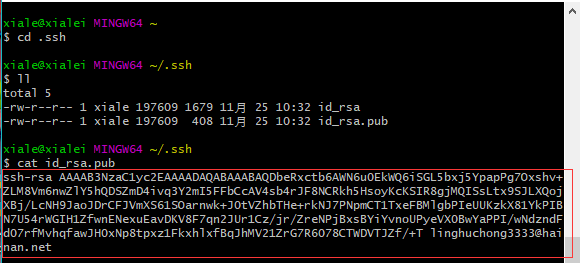 xiale@xialei MINGW64 ~
$ cd .ssh
xiale@xialei MINGW64 ~/.ssh
$ ll
total 5
-rw-r--r-- 1 xiale 197609 1679 11月 25 10:32 id_rsa
-rw-r--r-- 1 xiale 197609  408 11月 25 10:32 id_rsa.pub
xiale@xialei MINGW64 ~/.ssh
$ cat id_rsa.pub
ssh-rsa AAAAB3NzaC1yc2EAAAADAQABAAABAQDbeRxctb6AWN6uOEkWQ6iSGL5bxj5YpapPg7Oxshv+
ZLM8Vm6nwZlY5hQDSZmD4ivq3Y2mI5FFbCcAV4sb4rJF8NCRkh5HsoyKcKSIR8gjMQISsLtx9SJLXQoj
XBj/LcNH9JaoJDrCFJVmXS61SOarnwk+JOtVZhbTHe+rkNJ7PNpmCT1TxeFBMlgbPIeUUKzkX81YkPIB
N7U54rWGIH1ZfwnENexuEavDKV8F7qn2JUr1Cz/jr/ZreNPjBxsBYiYvnoUPyeVXOBwYaPPI/wNdzndF
dO7rfMvhqfawJHOxNp8tpxz1FkxhlxfBqJhMV21ZrG7R6O78CTWDVTJZf/+T linghuchong3333@hai
nan.net